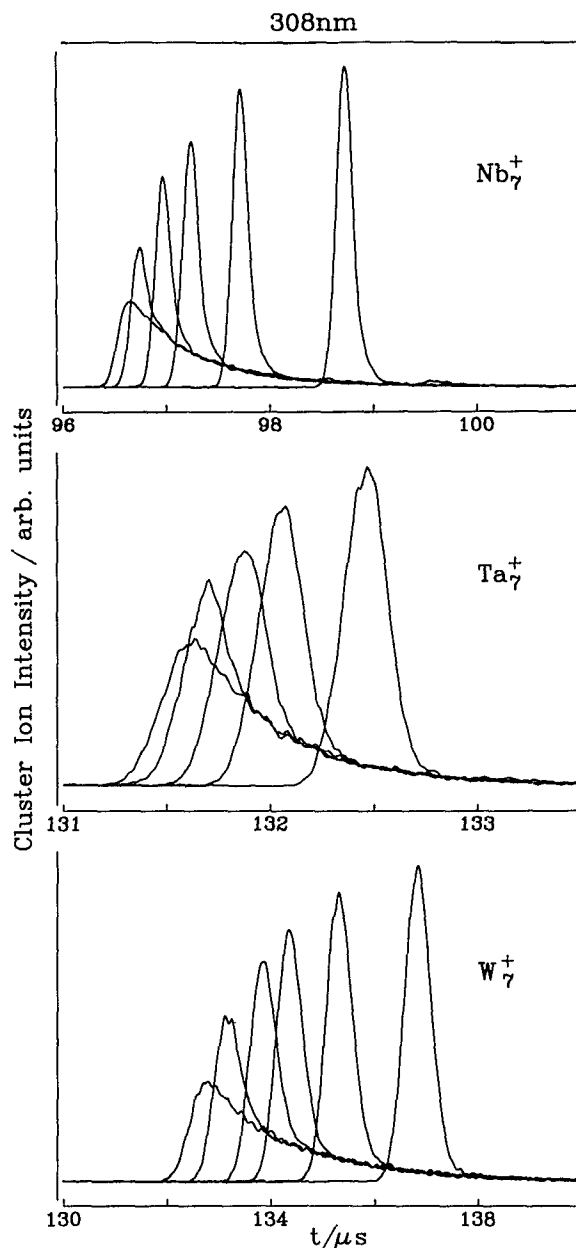 308nm
Nb₇⁺
96 98 100
Cluster Ion Intensity / arb. units
Ta₇⁺
131 132 133
W₇⁺
130 134 138
t/μs